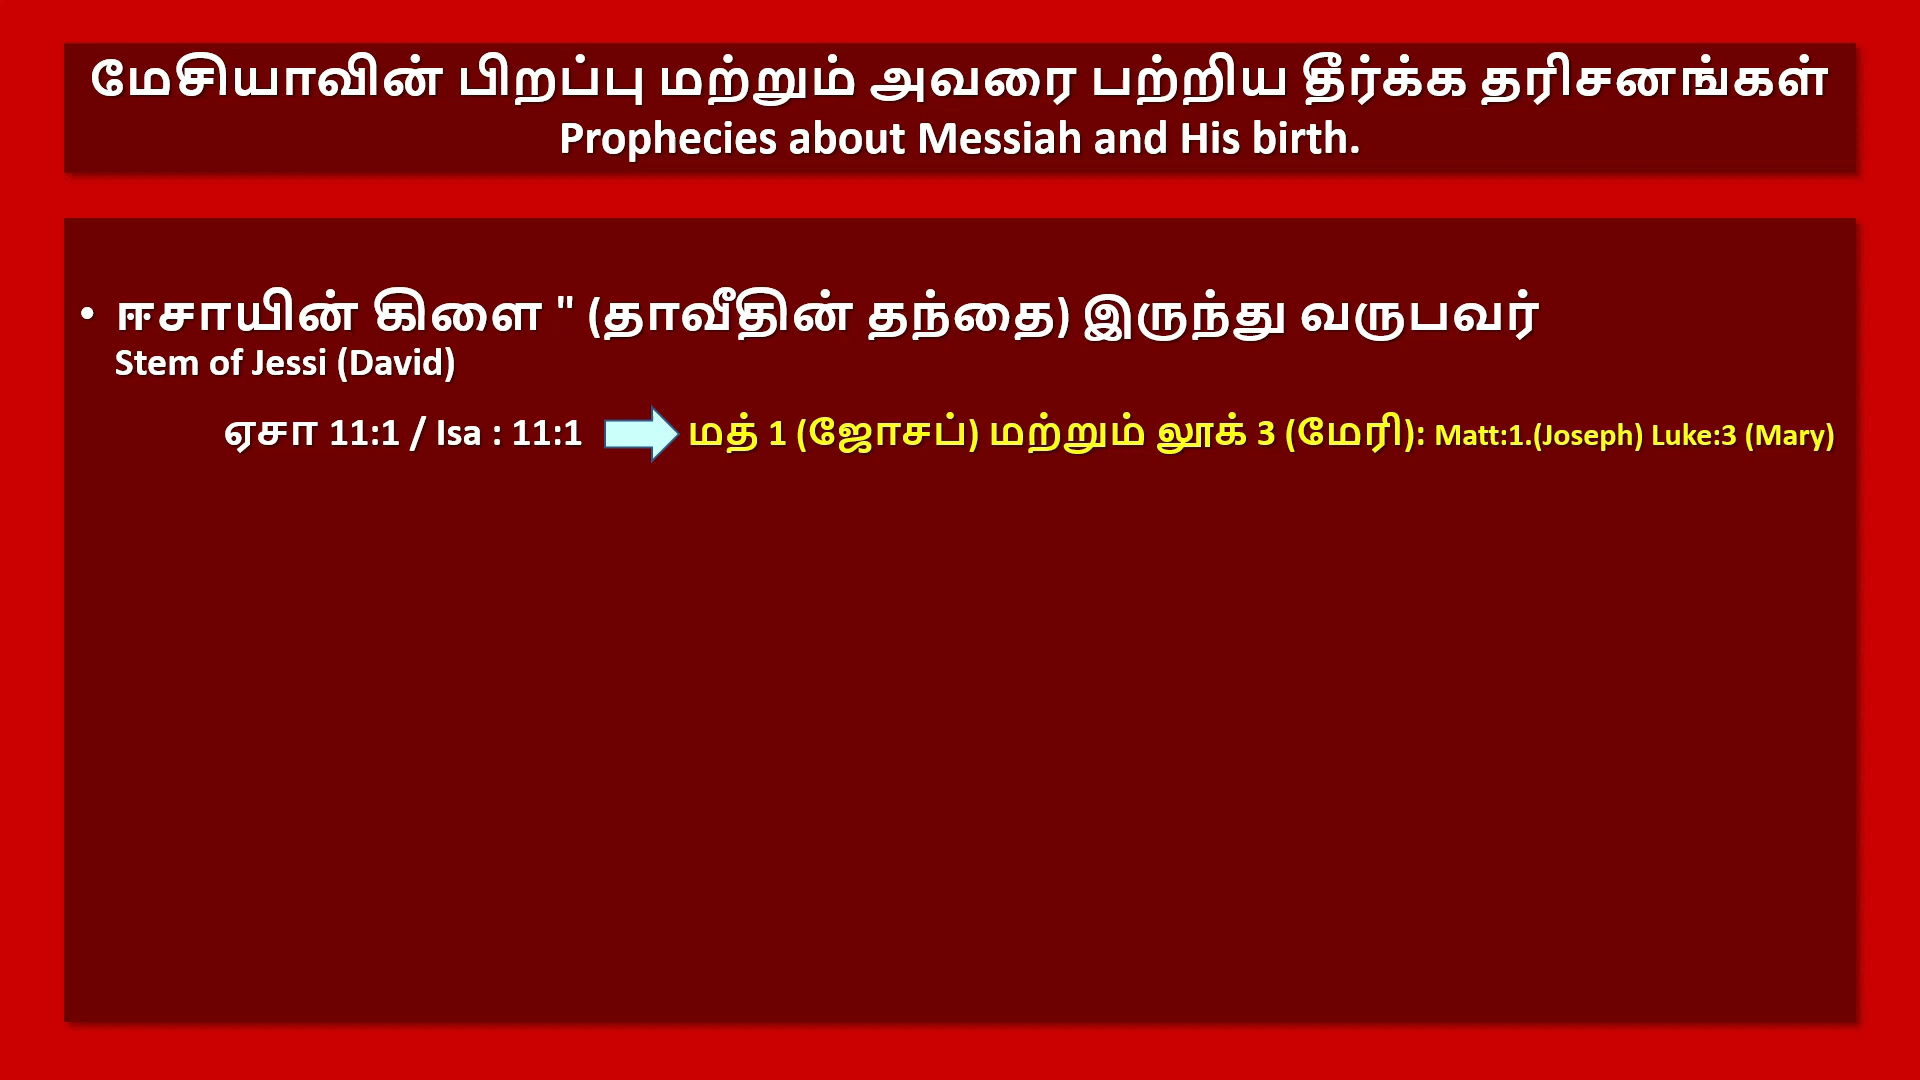 மேசியாவின் பிறப்பு மற்றும் அவரை பற்றிய தீர்க்க தரிசனங்கள்
Prophecies about Messiah and His birth.
• ஈசாயின் கிளை " (தாவீதின் தந்தை) இருந்து வருபவர்
Stem of Jessi (David)
ஏசா 11:1 / Isa : 11:1 மத் 1 (ஜோசப்) மற்றும் லூக் 3 (மேரி): Matt:1.(Joseph) Luke:3 (Mary)